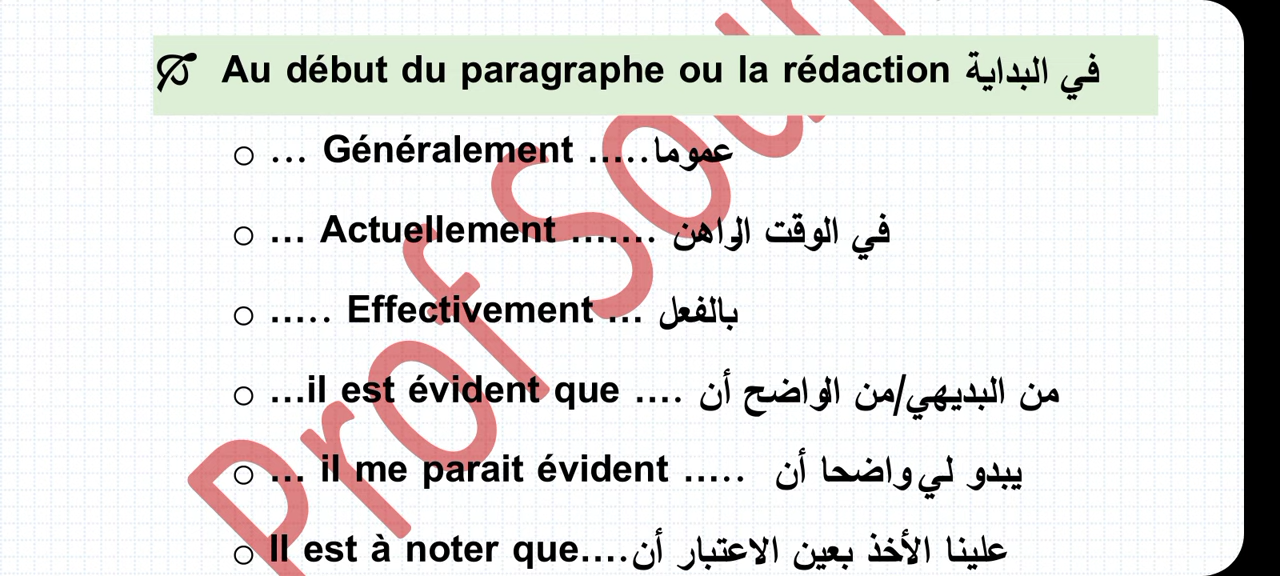 Au début du paragraphe ou la rédaction في البداية
... Généralement .....عموما
... Actuellement ....... في الوقت الراهن
..... Effectivement ... بالفعل
...il est évident que .... من البديهي/من الواضح أن
... il me parait évident ..... يبدو لي واضحا أن
Il est à noter que....علينا الأخذ بعين الاعتبار أن
Prof Sou